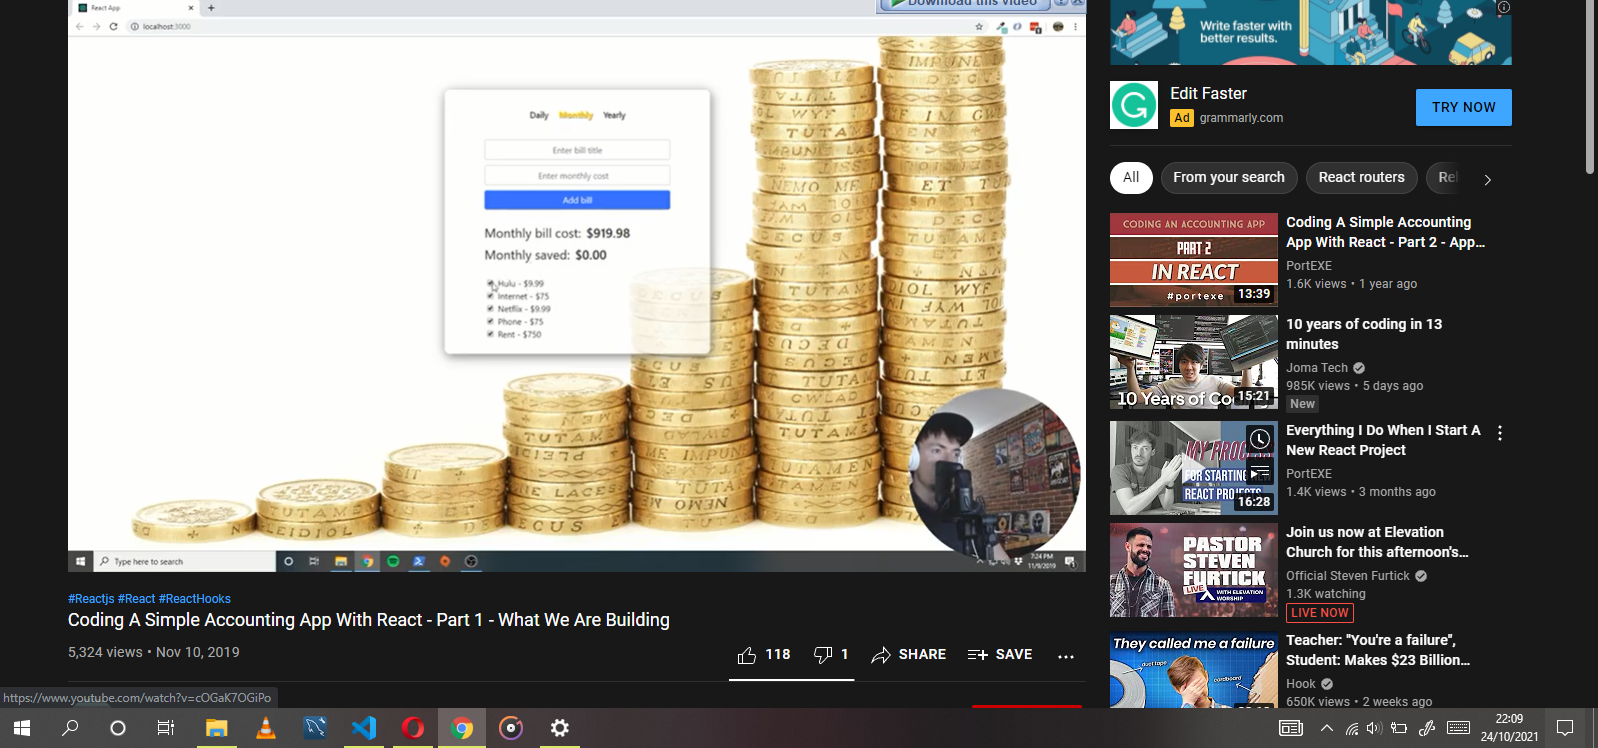 React App
Download this video
localhost:3000
Daily Monthly Yearly
Enter bill title
Enter monthly cost
Add bill
Monthly bill cost: $919.98
Monthly saved: $0.00
Hulu - $9.99
Internet - $75
Netflix - $9.99
Phone - $75
Rent - $750
Type here to search
7:24 PM
11/9/2019
#Reactjs #React #ReactHooks
Coding A Simple Accounting App With React - Part 1 - What We Are Building
5,324 views • Nov 10, 2019
118
1
SHARE
SAVE
https://www.youtube.com/watch?v=cOGaK7OGiPo
Write faster with
better results.
Edit Faster
Ad grammarly.com
TRY NOW
All
From your search
React routers
Rel
CODING AN ACCOUNTING APP
PART 2
IN REACT
#portexe
13:39
Coding A Simple Accounting
App With React - Part 2 - App...
PortEXE
1.6K views • 1 year ago
10 Years of Co
15:21
10 years of coding in 13
minutes
Joma Tech
985K views • 5 days ago
New
MY PROC
FOR STARTING NEW
REACT PROJECTS
16:28
Everything I Do When I Start A
New React Project
PortEXE
1.4K views • 3 months ago
PASTOR
STEVEN
FURTICK
LIVE
WITH ELEVATION
WORSHIP
Join us now at Elevation
Church for this afternoon's...
Official Steven Furtick
1.3K watching
LIVE NOW
They called me a failure
duct tape
cardboard
Teacher: "You're a failure",
Student: Makes $23 Billion...
Hook
650K views • 2 weeks ago
22:09
24/10/2021